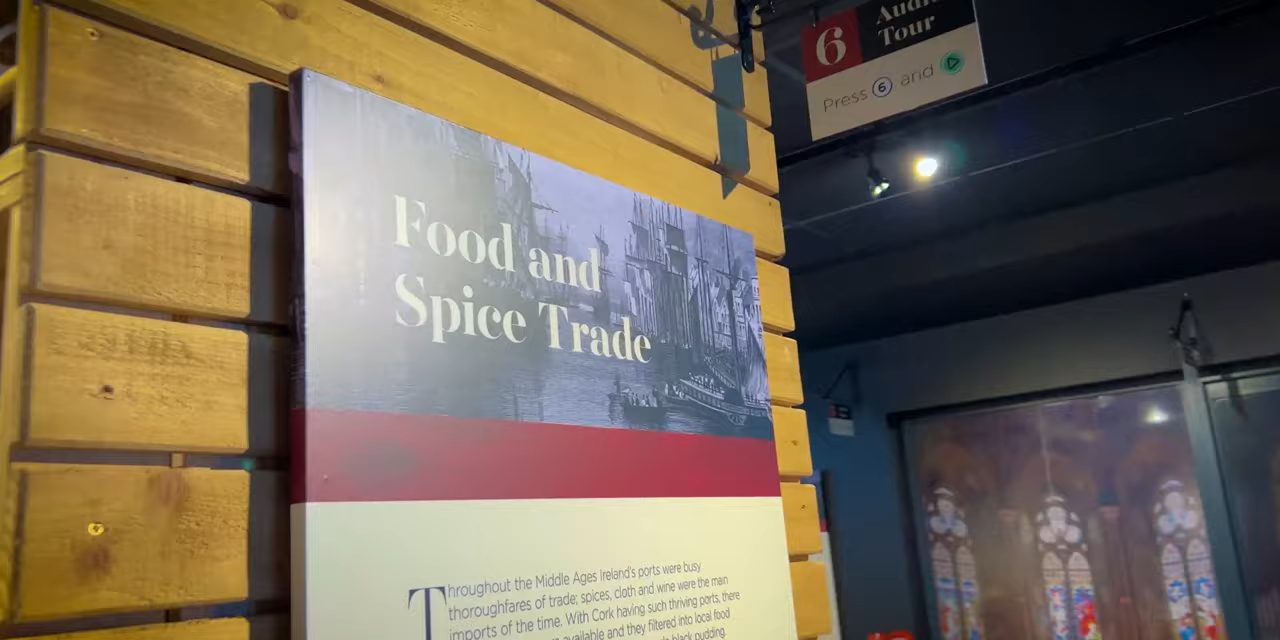 6
Audio
Tour
Press 6 and
Food and
Spice Trade
Throughout the Middle Ages Ireland's ports were busy
thoroughfares of trade; spices, cloth and wine were the main
imports of the time. With Cork having such thriving ports, there
available and they filtered into local food
black pudding.